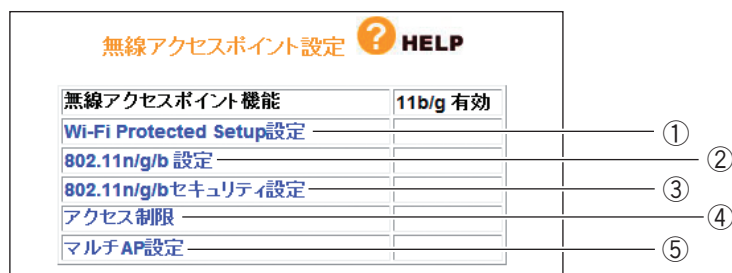 無線アクセスポイント設定 ? HELP
無線アクセスポイント機能 11b/g 有効
Wi-Fi Protected Setup設定 ①
802.11n/g/b 設定 ②
802.11n/g/bセキュリティ設定 ③
アクセス制限 ④
マルチAP設定 ⑤